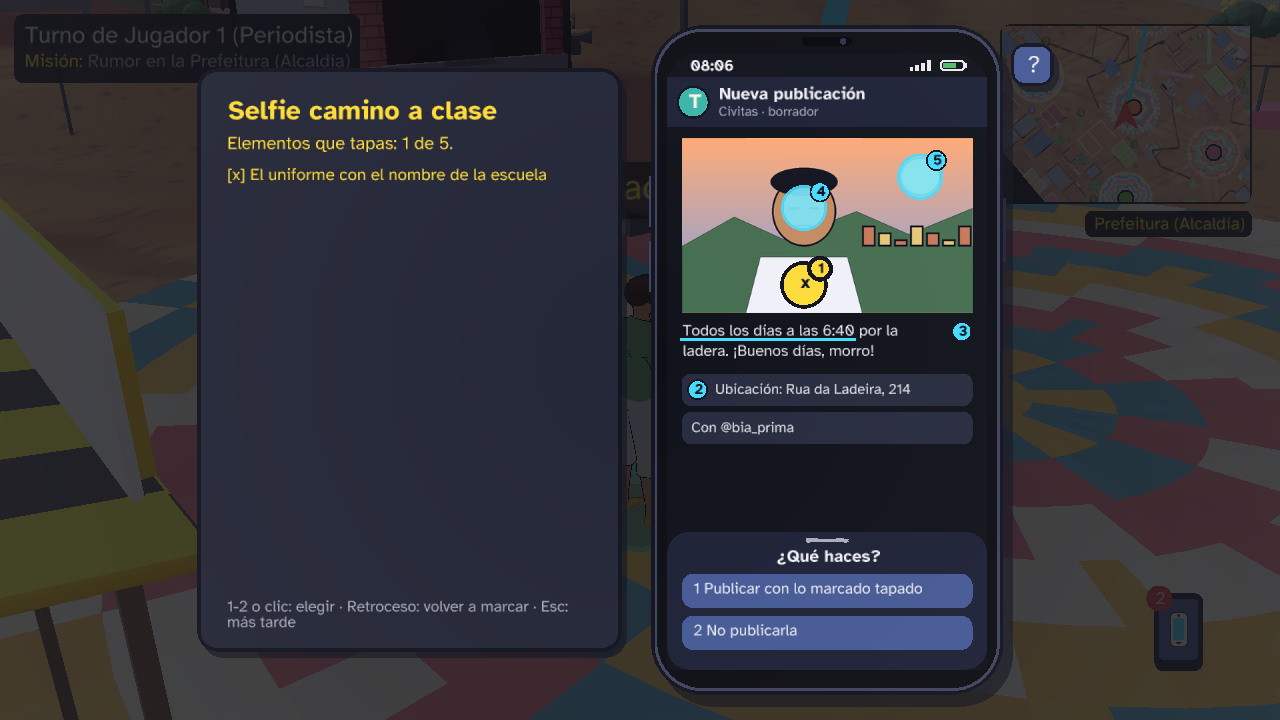 Turno de Jugador 1 (Periodista)
Misión: Rumor en la Prefeitura (Alcaldía)
Selfie camino a clase
Elementos que tapas: 1 de 5.
[x] El uniforme con el nombre de la escuela
1-2 o clic: elegir · Retroceso: volver a marcar · Esc:
más tarde
08:06
T
Nueva publicación
Civitas · borrador
5
4
1
x
Todos los días a las 6:40 por la
3
ladera. ¡Buenos días, morro!
2
Ubicación: Rua da Ladeira, 214
Con @bia_prima
¿Qué haces?
1 Publicar con lo marcado tapado
2 No publicarla
?
Prefeitura (Alcaldía)
2